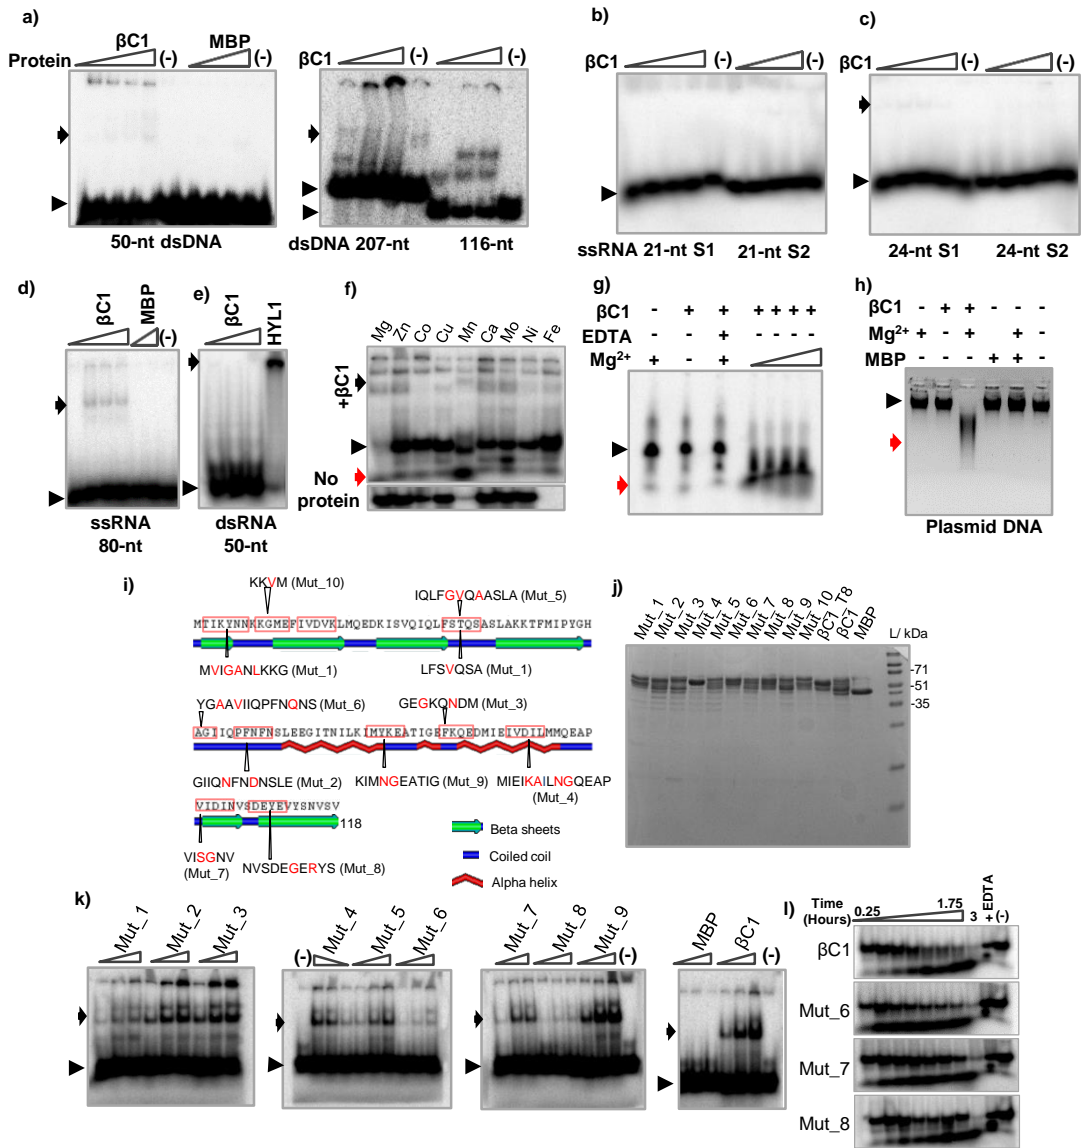 a)
βC1 MBP
Protein (-) (-)
50-nt dsDNA
βC1 (-)
dsDNA 207-nt 116-nt
b)
βC1 (-) (-)
ssRNA 21-nt S1 21-nt S2
c)
βC1 (-) (-)
24-nt S1 24-nt S2
d)
βC1 MBP (-)
ssRNA
80-nt
e)
βC1 HYL1
dsRNA
50-nt
f)
Mg Zn Co Cu Mn Ca Mo Ni Fe
+βC1
No
protein
g)
βC1 - + + + + + +
EDTA - - +
Mg²⁺ + - +
h)
βC1 - + + - - -
Mg²⁺ + - + - + -
MBP - - - + + -
Plasmid DNA
i)
KKVM (Mut_10)
IQLFGVQAASLA (Mut_5)
MTIKYNNKKGMEFIVDVKLMQEDKISVQIQLFSTQSASLAKKTFMIPYGH
MVIGANLKKG (Mut_1)
LFSVQSA (Mut_1)
YGAAVIIQPFNQNS (Mut_6)
GEGKQNDM (Mut_3)
AGIIQPFNFNSLEEGITNILKIMYKEATIGEFKQEDMIEIVDILMMQEAP
GIIQNFNDNSLE (Mut_2)
KIMNGEATIG (Mut_9)
MIEIKAILNGQEAP
(Mut_4)
VIDINVSDEYEVYSNVSV
118
VISGNV
(Mut_7)
NVSDEGERYS (Mut_8)
Beta sheets
Coiled coil
Alpha helix
j)
Mut_1 Mut_2 Mut_3 Mut_4 Mut_5 Mut_6 Mut_7 Mut_8 Mut_9 Mut_10 βC1_T8 βC1 MBP
L/ kDa
-71
-51
-35
k)
Mut_1 Mut_2 Mut_3
(-) Mut_4 Mut_5 Mut_6
Mut_7 Mut_8 Mut_9 (-)
MBP βC1 (-)
l)
Time
(Hours)
0.25 1.75 3 +EDTA (-)
βC1
Mut_6
Mut_7
Mut_8